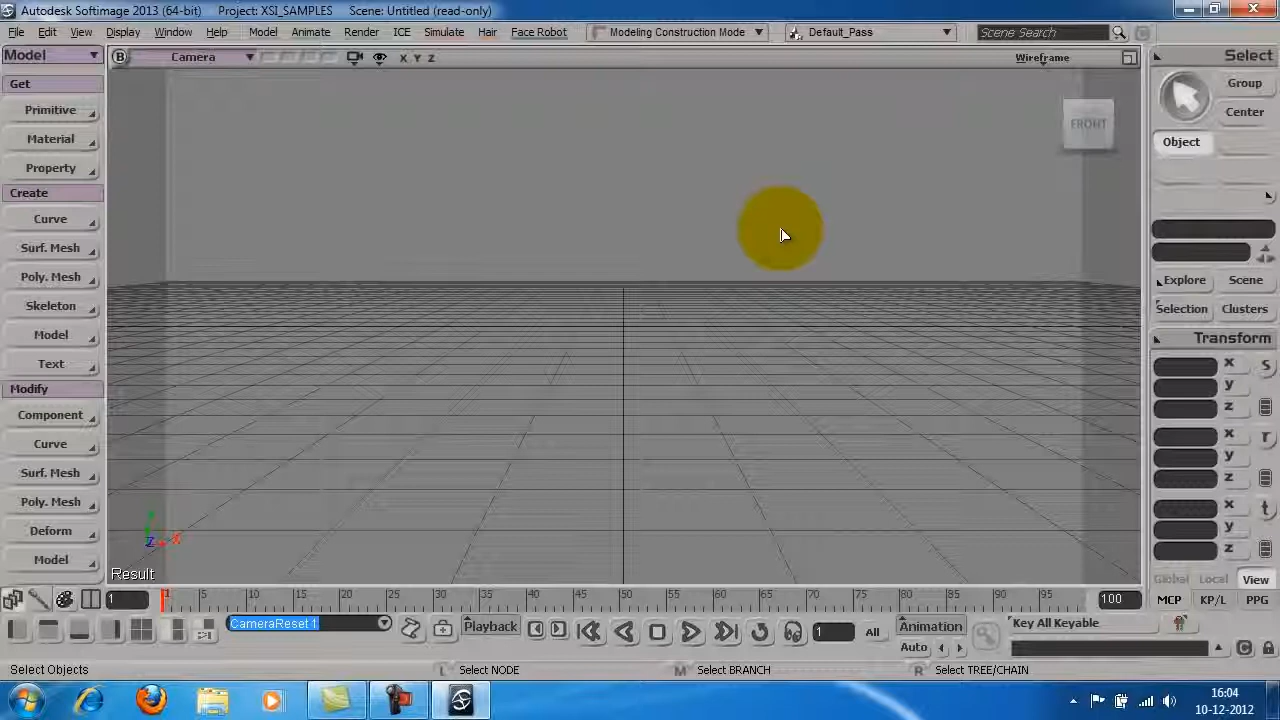 Autodesk Softimage 2013 (64-bit) Project: XSI_SAMPLES Scene: Untitled (read-only)
File Edit View Display Window Help Model Animate Render ICE Simulate Hair Face Robot Modeling Construction Mode Default_Pass Scene Search
Model B Camera X Y Z Wireframe Select
Get Group
Primitive Center
Material Object
Property FRONT
Create
Curve
Surf. Mesh
Poly. Mesh Explore Scene
Skeleton Selection Clusters
Model Transform
Text x s
Modify y
Component z
Curve x r
Surf. Mesh y
Poly. Mesh z
Deform x t
Model y
z
Y
Z X
Result Global Local View
1 1 5 10 15 20 25 30 35 40 45 50 55 60 65 70 75 80 85 90 95 100 MCP KP/L PPG
CameraReset 1 Playback 1 All Animation Key All Keyable
Auto
Select Objects L Select NODE M Select BRANCH R Select TREE/CHAIN
16:04
10-12-2012